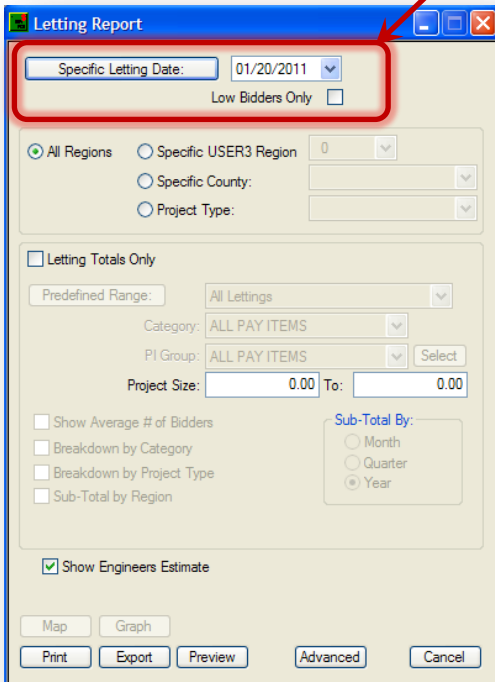 Letting Report
Specific Letting Date: 01/20/2011
Low Bidders Only
All Regions Specific USER3 Region 0
Specific County:
Project Type:
Letting Totals Only
Predefined Range: All Lettings
Category: ALL PAY ITEMS
PI Group: ALL PAY ITEMS Select
Project Size: 0.00 To: 0.00
Show Average # of Bidders
Breakdown by Category
Breakdown by Project Type
Sub-Total by Region
Sub-Total By:
Month
Quarter
Year
Show Engineers Estimate
Map Graph
Print Export Preview Advanced Cancel